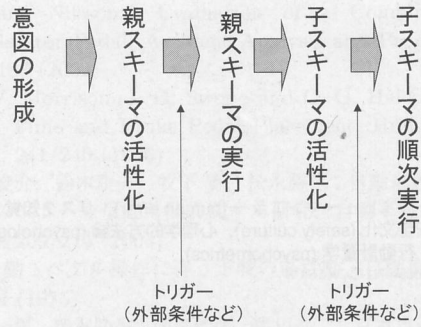 意図の形成
親スキーマの活性化
親スキーマの実行
子スキーマの活性化
子スキーマの順次実行
トリガー
（外部条件など）
トリガー
（外部条件など）